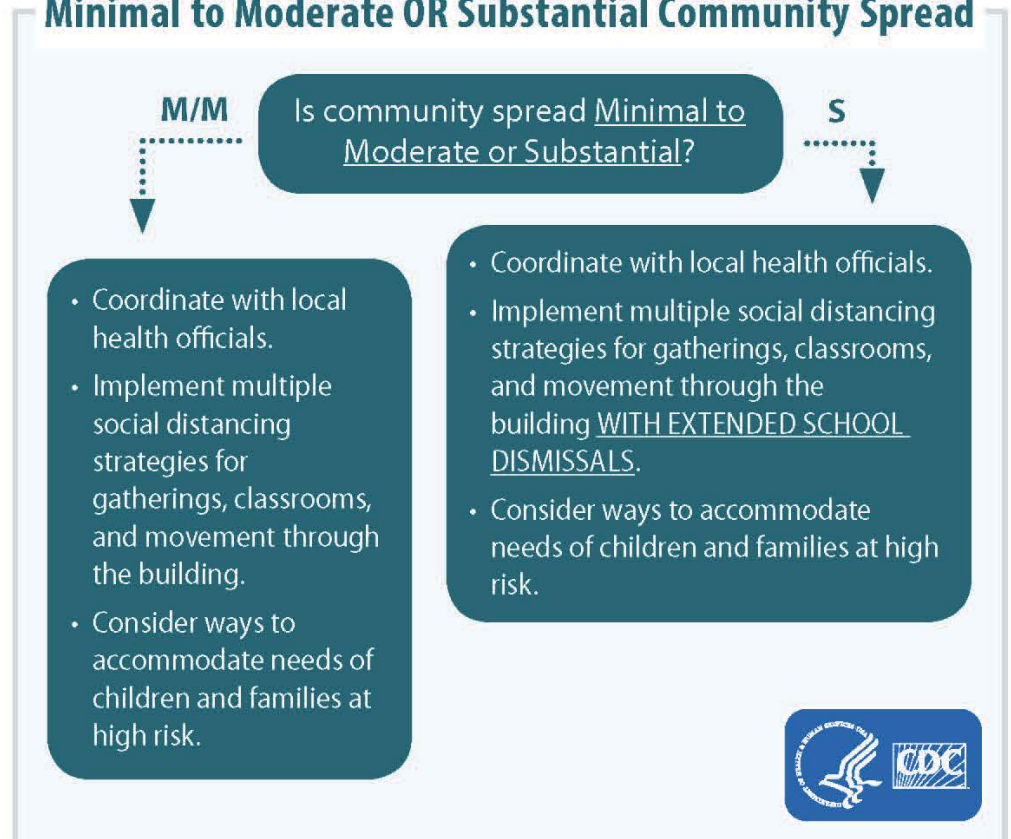 Minimal to Moderate OR Substantial Community Spread
M/M
Is community spread Minimal to
Moderate or Substantial?
S
• Coordinate with local
health officials.
• Implement multiple
social distancing
strategies for
gatherings, classrooms,
and movement through
the building.
• Consider ways to
accommodate needs of
children and families at
high risk.
• Coordinate with local health officials.
• Implement multiple social distancing
strategies for gatherings, classrooms,
and movement through the
building WITH EXTENDED SCHOOL
DISMISSALS.
• Consider ways to accommodate
needs of children and families at high
risk.
CDC